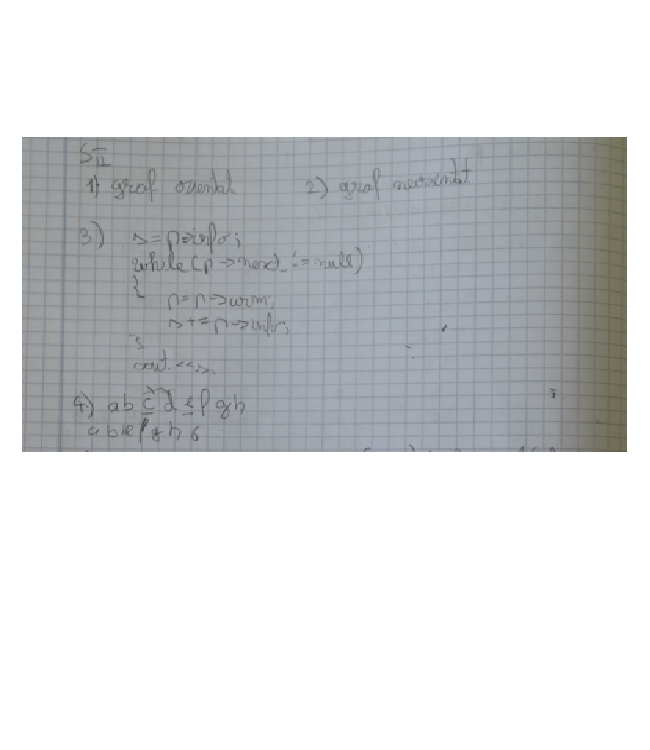 S II
1) graf orientat 2) graf neorientat
3) s=p->info;
while(p->next != null)
{
p=p->urm;
s+=p->info;
}
cout<<s;
4.) ab c d e f gh
gh 6